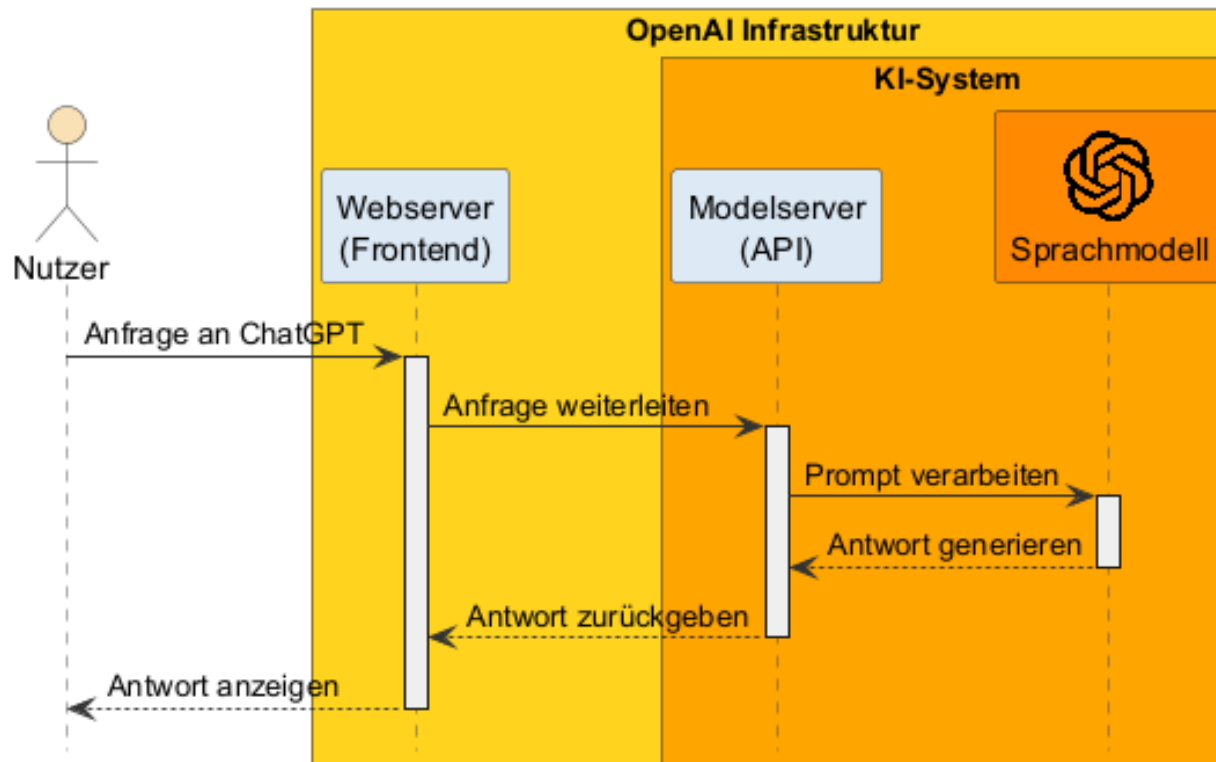 OpenAI Infrastruktur
KI-System
Nutzer
Webserver
(Frontend)
Modelserver
(API)
Sprachmodell
Anfrage an ChatGPT
Anfrage weiterleiten
Prompt verarbeiten
Antwort generieren
Antwort zurückgeben
Antwort anzeigen